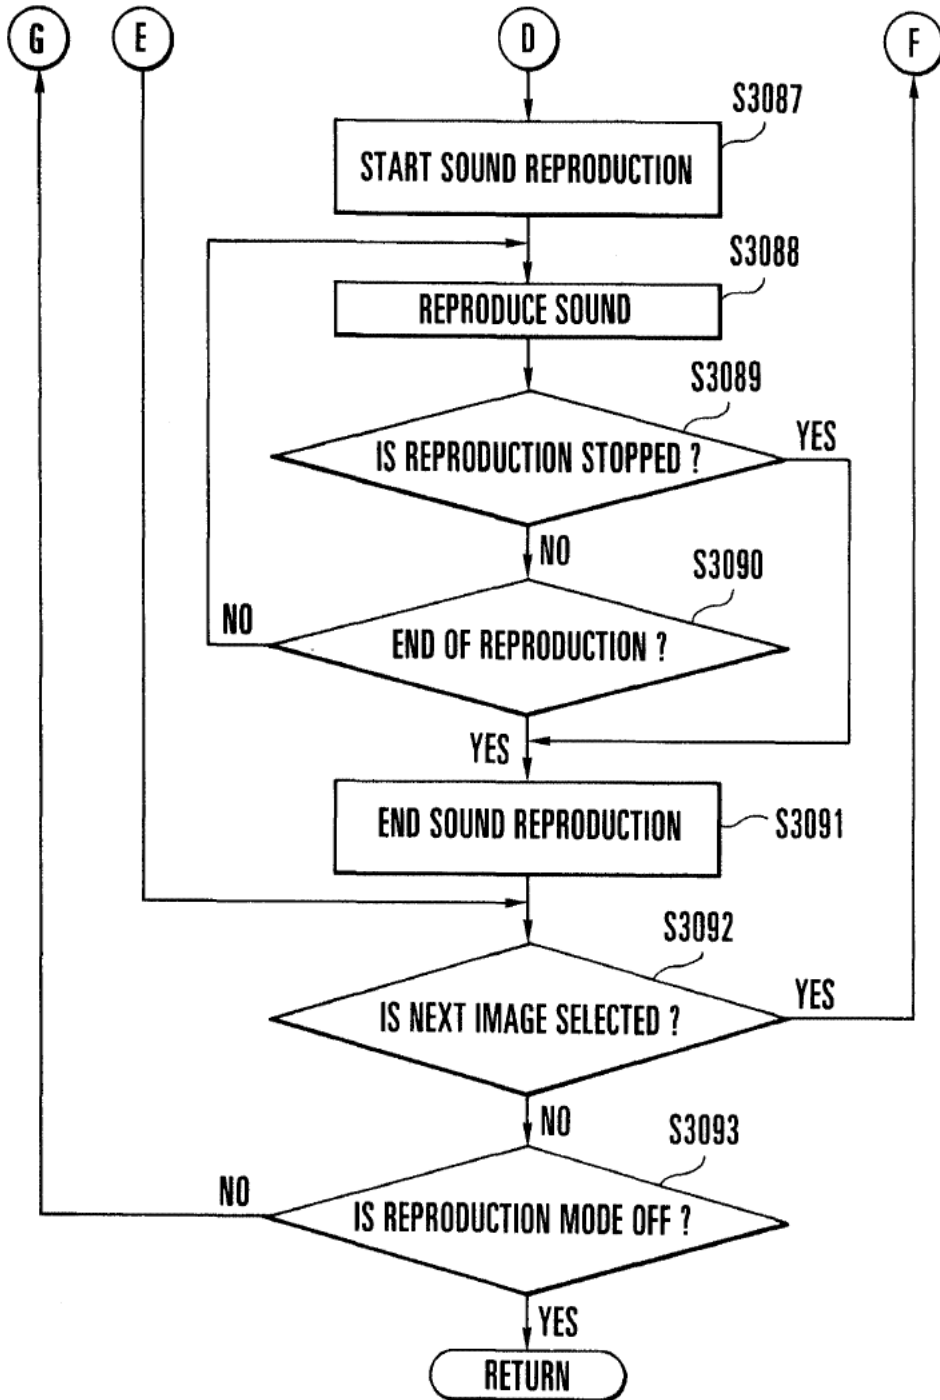 G
E
D
F
S3087
START SOUND REPRODUCTION
S3088
REPRODUCE SOUND
S3089
IS REPRODUCTION STOPPED ?
YES
NO
S3090
NO
END OF REPRODUCTION ?
YES
END SOUND REPRODUCTION
S3091
S3092
IS NEXT IMAGE SELECTED ?
YES
NO
S3093
NO
IS REPRODUCTION MODE OFF ?
YES
RETURN